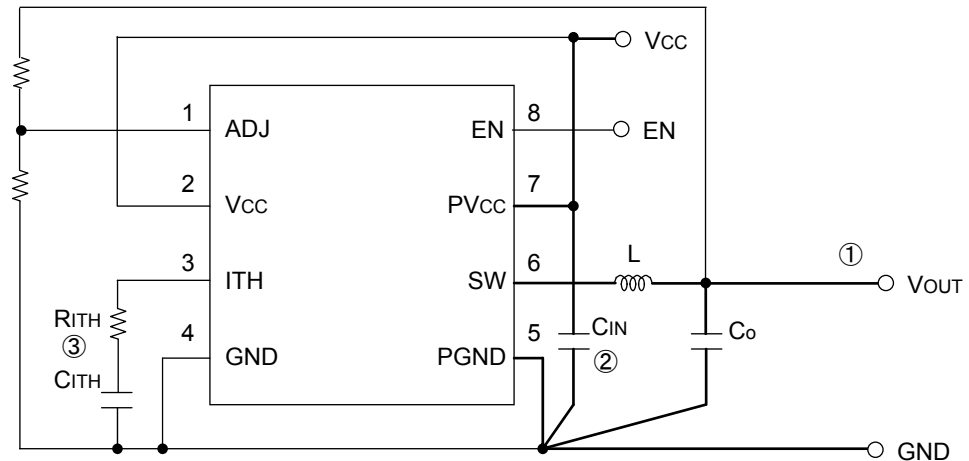 VCC
1
ADJ
EN
8
EN
2
VCC
PVCC
7
3
ITH
SW
6
L
①
VOUT
RITH
③
CITH
4
GND
PGND
5
CIN
②
Co
GND